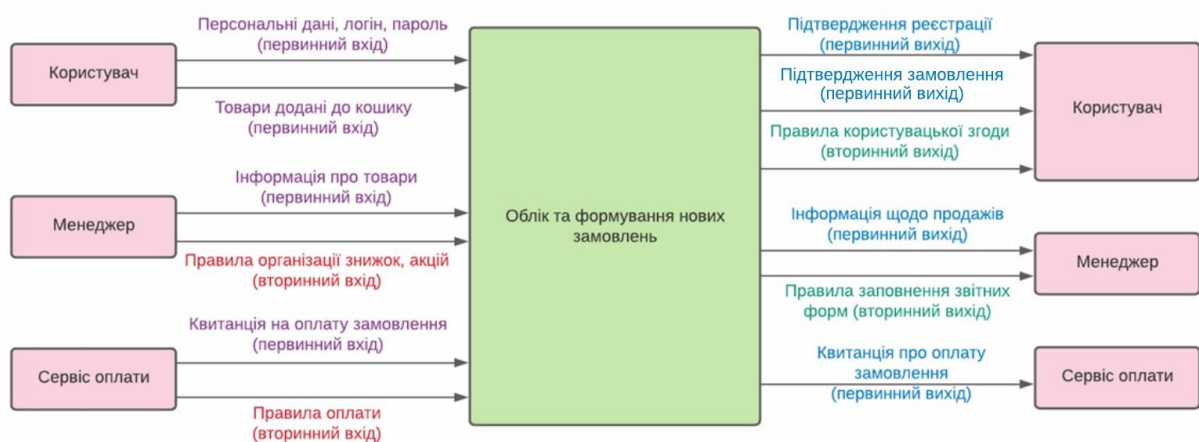 Персональні дані, логін, пароль
(первинний вхід)
Користувач
Товари додані до кошику
(первинний вхід)
Інформація про товари
(первинний вхід)
Менеджер
Правила організації знижок, акцій
(вторинний вхід)
Квитанція на оплату замовлення
(первинний вхід)
Сервіс оплати
Правила оплати
(вторинний вхід)
Облік та формування нових
замовлень
Підтвердження реєстрації
(первинний вихід)
Підтвердження замовлення
(первинний вихід)
Користувач
Правила користувацької згоди
(вторинний вихід)
Інформація щодо продажів
(первинний вихід)
Менеджер
Правила заповнення звітних
форм (вторинний вихід)
Квитанція про оплату
замовлення
(первинний вихід)
Сервіс оплати